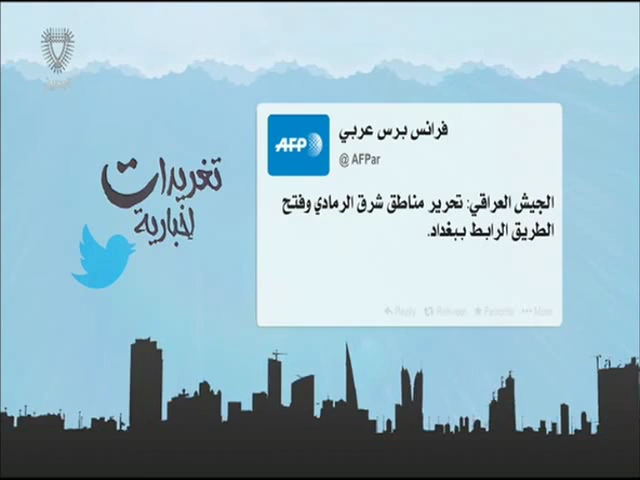 تغريدات
إخبارية
AFP
فرانس برس عربي
@ AFPar
الجيش العراقي: تحرير مناطق شرق الرمادي وفتح
الطريق الرابط ببغداد.
Reply Retweet Favorite More